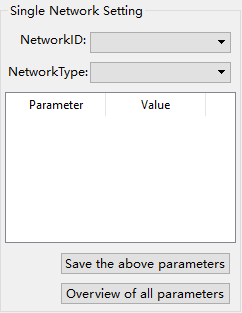 Single Network Setting
NetworkID:
NetworkType:
Parameter Value
Save the above parameters
Overview of all parameters